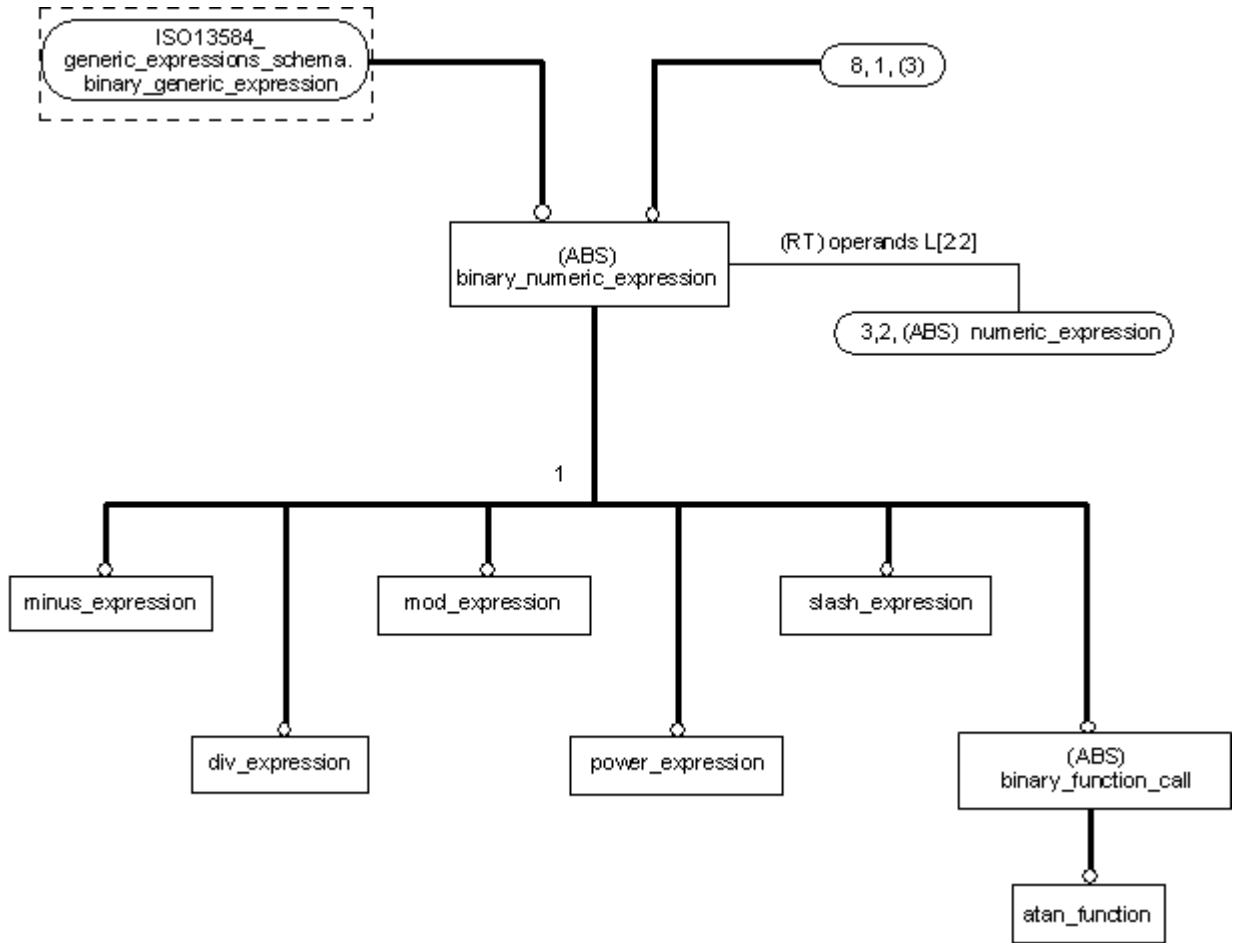 ISO13584_
generic_expressions_schema.
binary_generic_expression
8, 1, (3)
(ABS)
binary_numeric_expression
(RT) operands L[2:2]
3,2, (ABS) numeric_expression
1
minus_expression
mod_expression
slash_expression
div_expression
power_expression
(ABS)
binary_function_call
atan_function